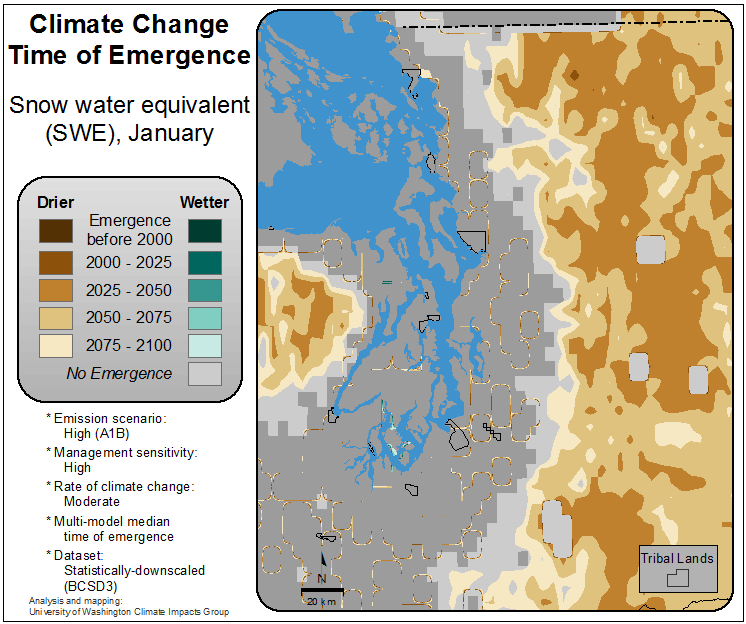 Climate Change
Time of Emergence
Snow water equivalent
(SWE), January
Drier
Wetter
Emergence
before 2000
2000 - 2025
2025 - 2050
2050 - 2075
2075 - 2100
No Emergence
* Emission scenario:
High (A1B)
* Management sensitivity:
High
* Rate of climate change:
Moderate
* Multi-model median
time of emergence
* Dataset:
Statistically-downscaled
(BCSD3)
Analysis and mapping:
University of Washington Climate Impacts Group
N
20 km
Tribal Lands